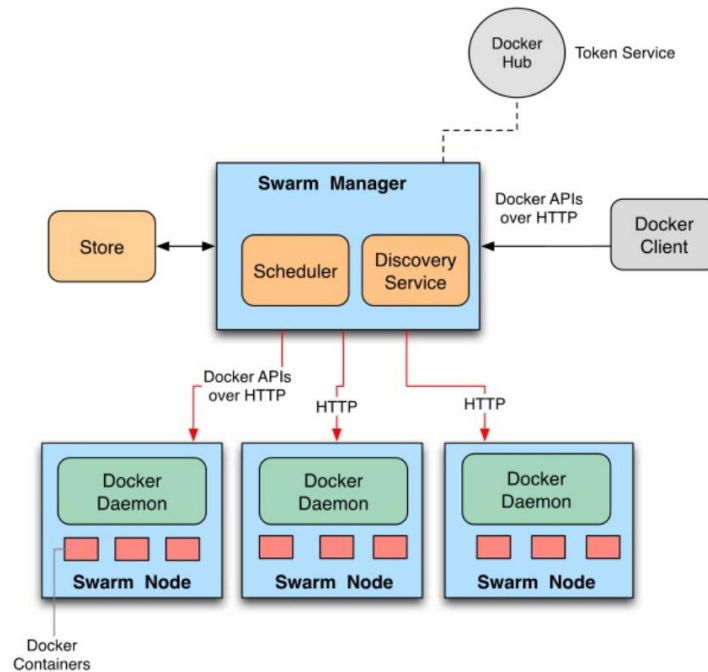 Docker
Hub
Token Service
Swarm Manager
Docker APIs
over HTTP
Store
Scheduler
Discovery
Service
Docker
Client
Docker APIs
over HTTP
HTTP
HTTP
Docker
Daemon
Swarm Node
Docker
Daemon
Swarm Node
Docker
Daemon
Swarm Node
Docker
Containers